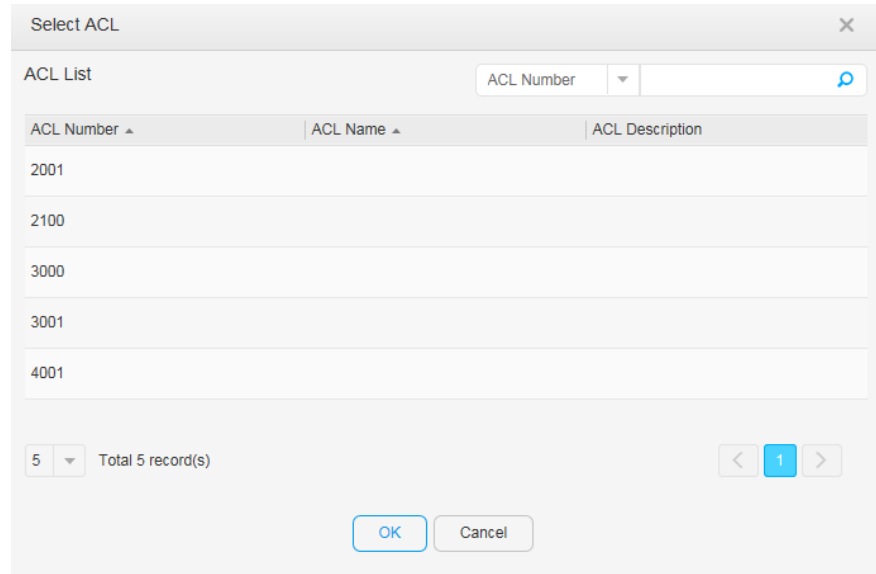 Select ACL
ACL List
ACL Number
ACL Number ACL Name ACL Description
2001
2100
3000
3001
4001
5 Total 5 record(s) 1
OK Cancel